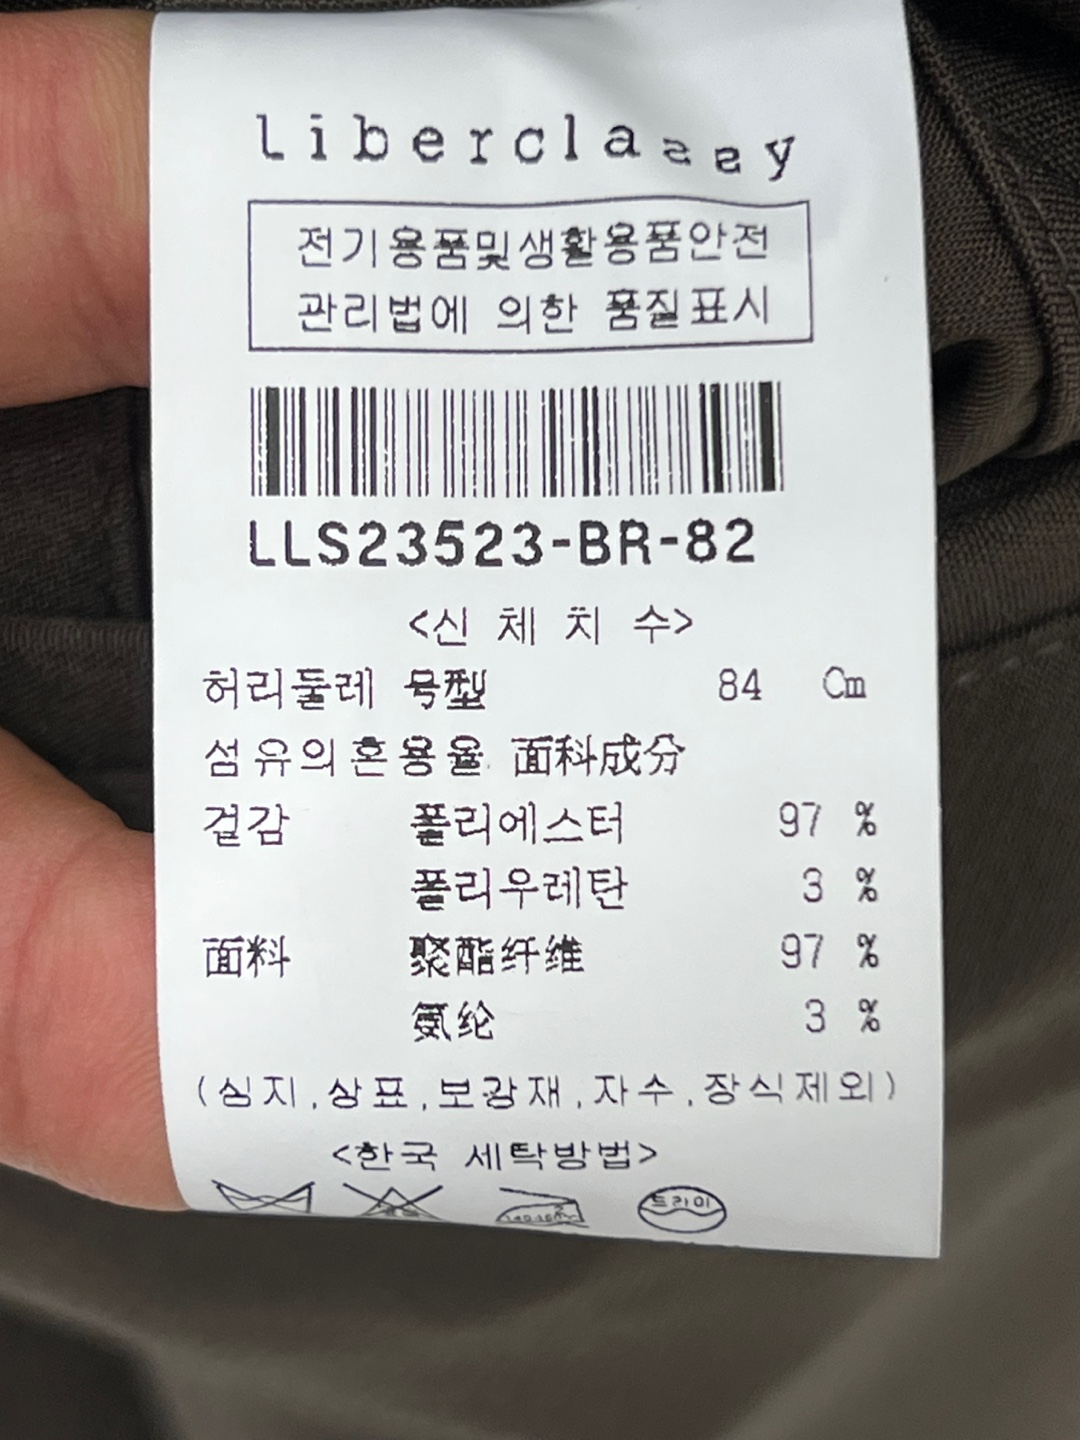 Liberclassy
전기용품및생활용품안전
관리법에 의한 품질표시
LLS23523-BR-82
<신 체 치 수>
허리둘레 号型 84 Cm
섬유의혼용율 面料成分
겉감 폴리에스터 97 %
폴리우레탄 3 %
面料 聚酯纤维 97 %
氨纶 3 %
(심지,상표,보강재,자수,장식제외)
<한국 세탁방법>
드라이